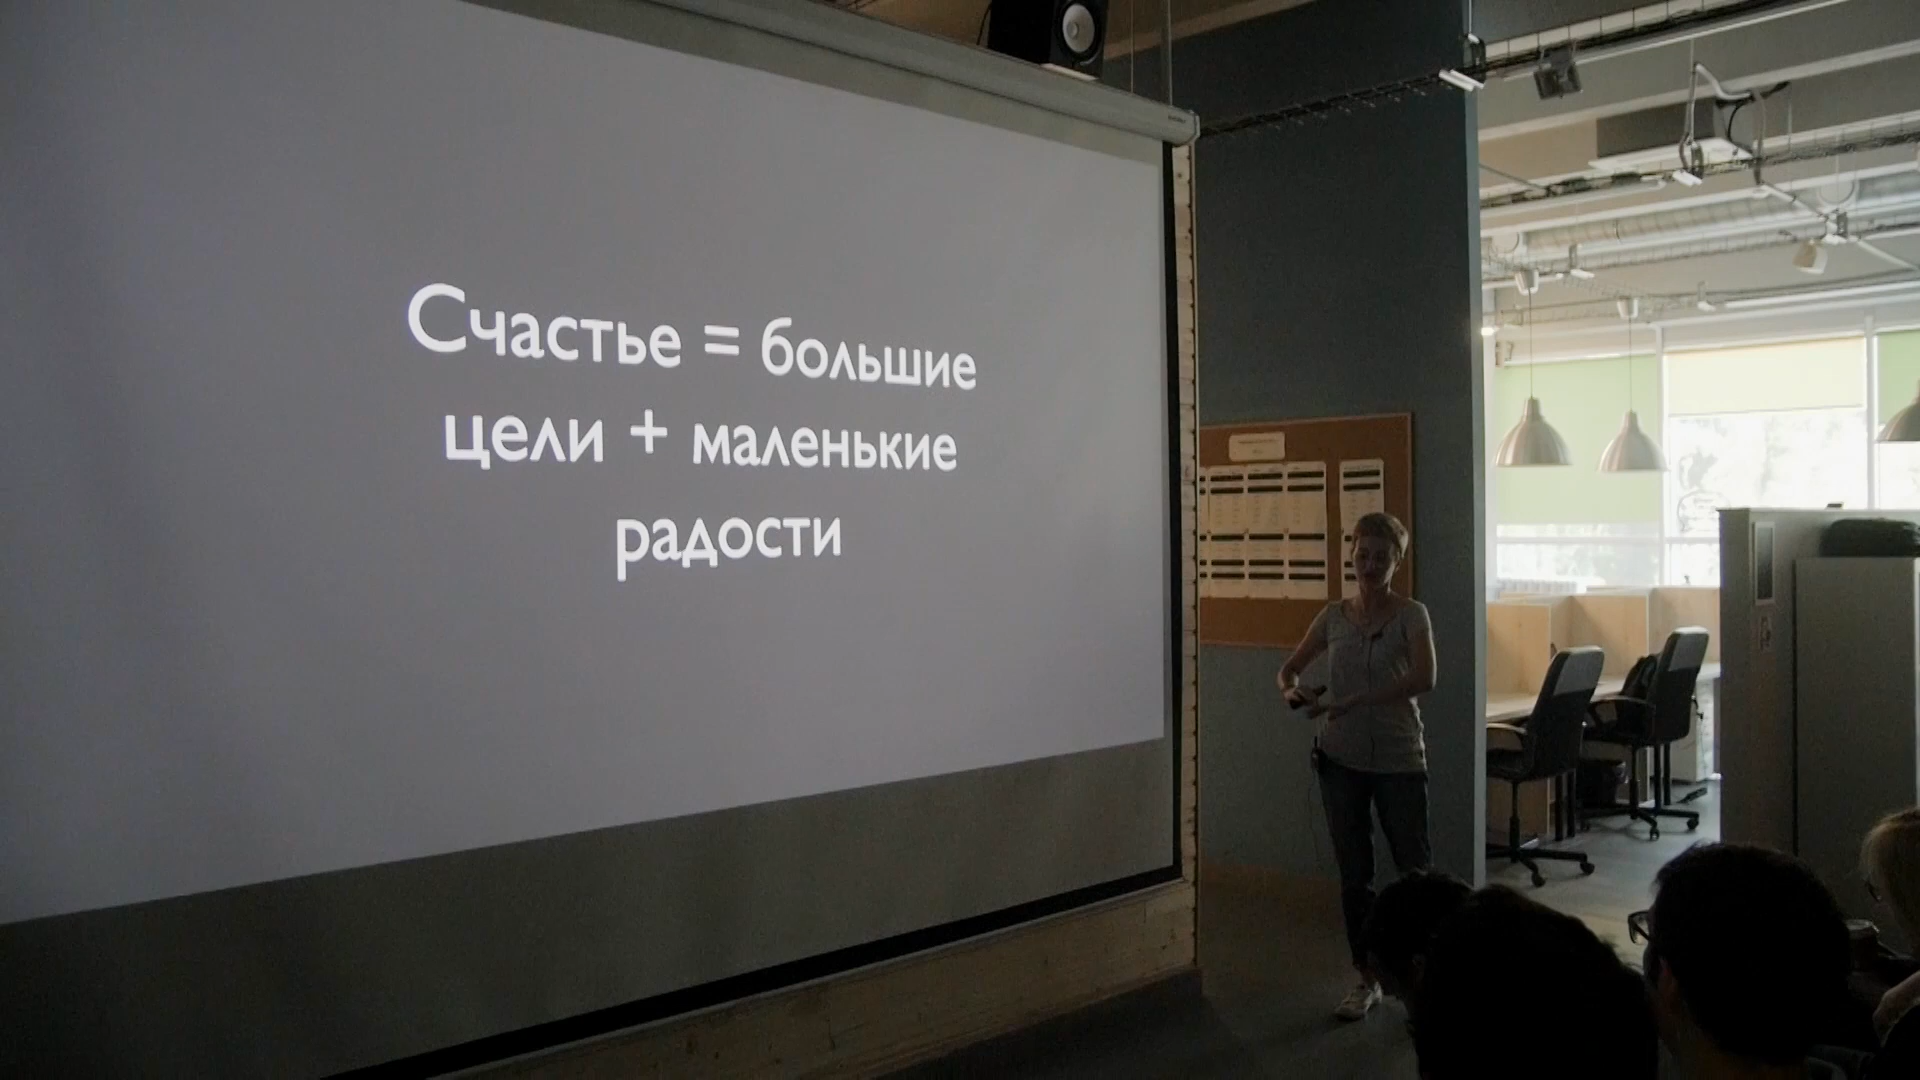 Счастье = большие
цели + маленькие
радости